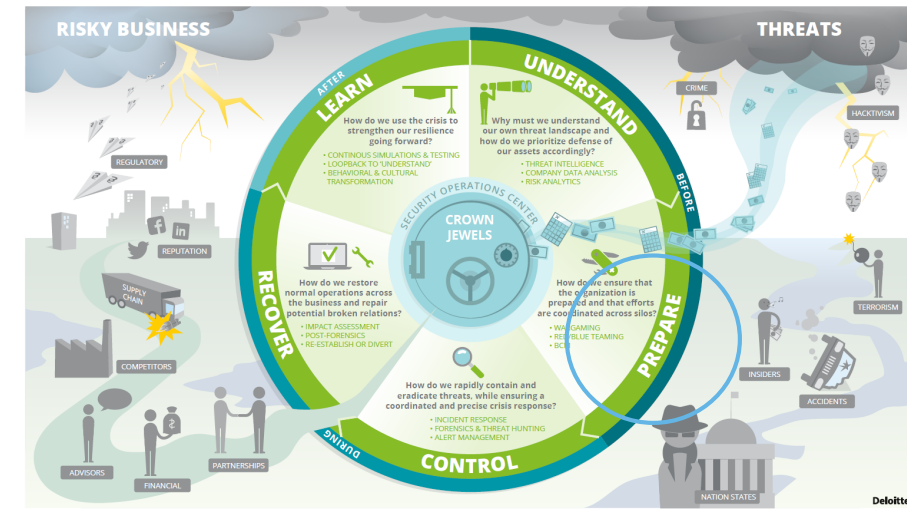 RISKY BUSINESS
THREATS
AFTER
LEARN
How do we use the crisis to
strengthen our resilience
going forward?
• CONTINOUS SIMULATIONS & TESTING
• LOOPBACK TO 'UNDERSTAND'
• BEHAVIORAL & CULTURAL
TRANSFORMATION
UNDERSTAND
Why must we understand
our own threat landscape and
how do we prioritize defense of
our assets accordingly?
• THREAT INTELLIGENCE
• COMPANY DATA ANALYSIS
• RISK ANALYTICS
BEFORE
CRIME
HACKTIVISM
REGULATORY
REPUTATION
SUPPLY
CHAIN
COMPETITORS
ADVISORS
FINANCIAL
PARTNERSHIPS
SECURITY OPERATIONS CENTER
CROWN
JEWELS
RECOVER
How do we restore
normal operations across
the business and repair
potential broken relations?
• IMPACT ASSESSMENT
• POST-FORENSICS
• RE-ESTABLISH OR DIVERT
PREPARE
How do we ensure that
the organization is
prepared and that efforts
are coordinated across silos?
• WARGAMING
• RED/BLUE TEAMING
• BCM
How do we rapidly contain and
eradicate threats, while ensuring a
coordinated and precise crisis response?
• INCIDENT RESPONSE
• FORENSICS & THREAT HUNTING
• ALERT MANAGEMENT
CONTROL
DURING
TERRORISM
INSIDERS
ACCIDENTS
NATION STATES